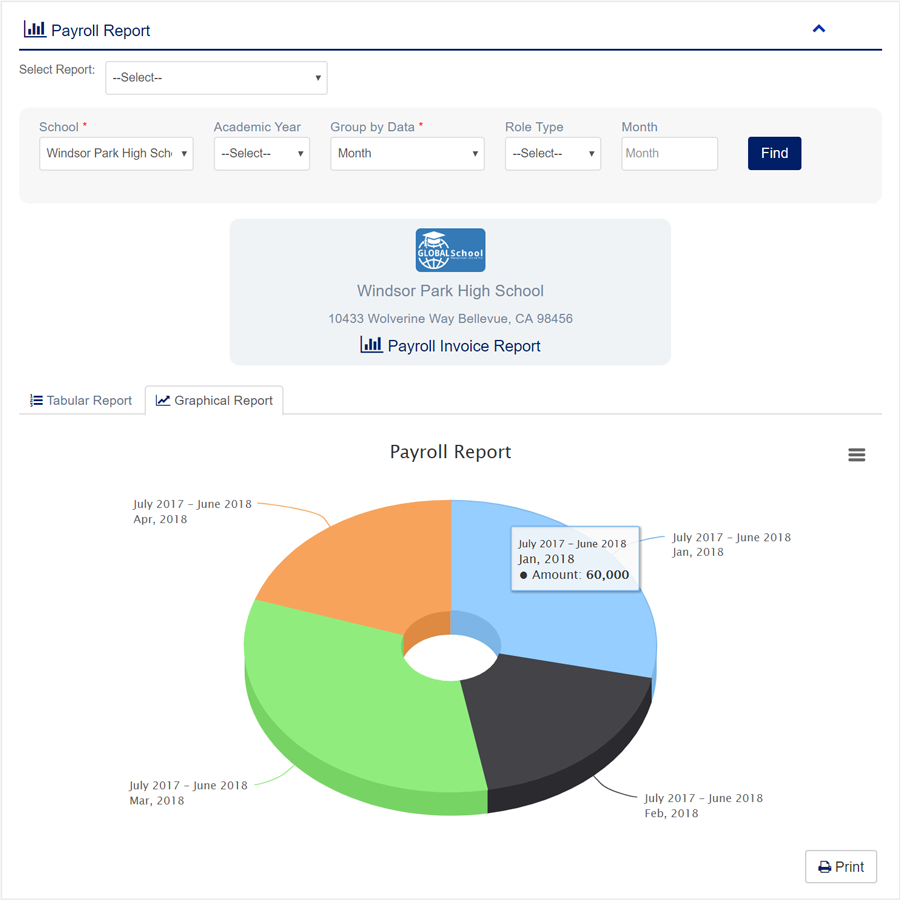 Payroll Report
Select Report:
--Select--
School *
Academic Year
Group by Data *
Role Type
Month
Windsor Park High Sch
--Select--
Month
--Select--
Month
Find
GLOBALSchool
Windsor Park High School
10433 Wolverine Way Bellevue, CA 98456
Payroll Invoice Report
Tabular Report
Graphical Report
Payroll Report
July 2017 – June 2018
Apr, 2018
July 2017 – June 2018
Jan, 2018
Amount: 60,000
July 2017 – June 2018
Jan, 2018
July 2017 – June 2018
Mar, 2018
July 2017 – June 2018
Feb, 2018
Print